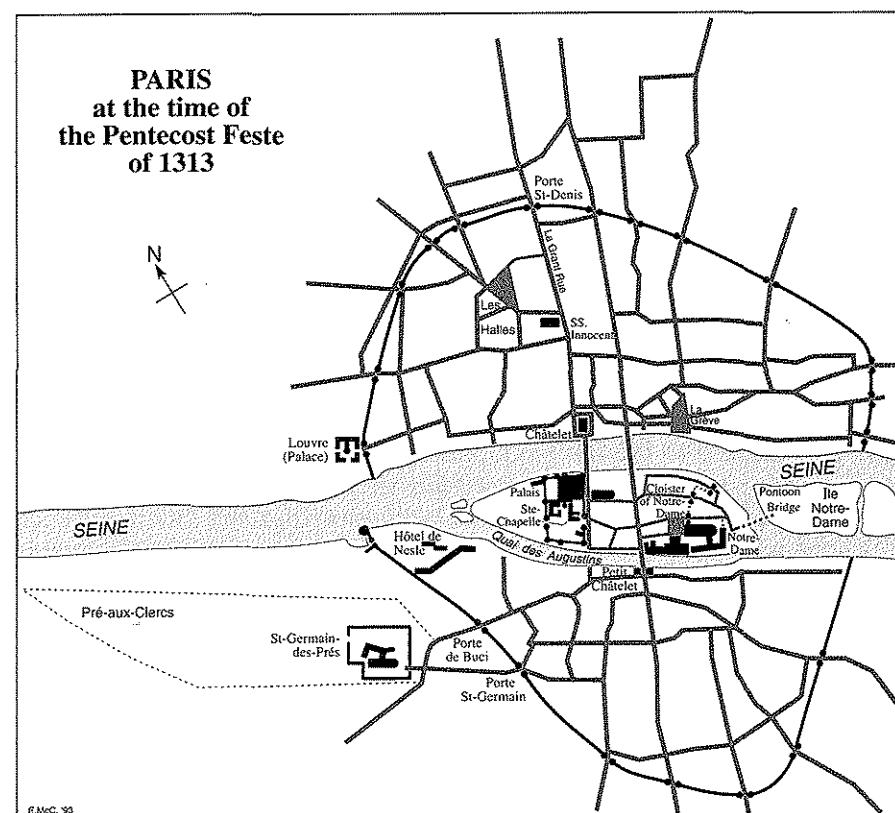 PARIS
at the time of
the Pentecost Feste
of 1313
N
Porte
St-Denis
La Grant Rue
Les
Halles
SS.
Innocents
La
Grève
Châtelet
Louvre
(Palace)
SEINE
Palais
Cloister
of Notre-
Dame
Pontoon
Bridge
Ile
Notre-
Dame
Ste-
Chapelle
SEINE
Hôtel de
Nesle
Quai des Augustins
Notre
Dame
Petit
Châtelet
Pré-aux-Clercs
St-Germain-
des-Prés
Porte
de Buci
Porte
St-Germain
E.McC. '93